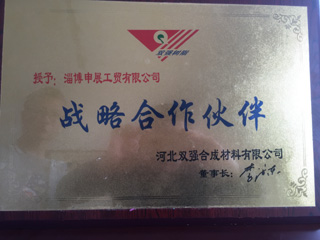 双强树脂
授予：淄博申展工贸有限公司
战略合作伙伴
河北双强合成材料有限公司
董事长：